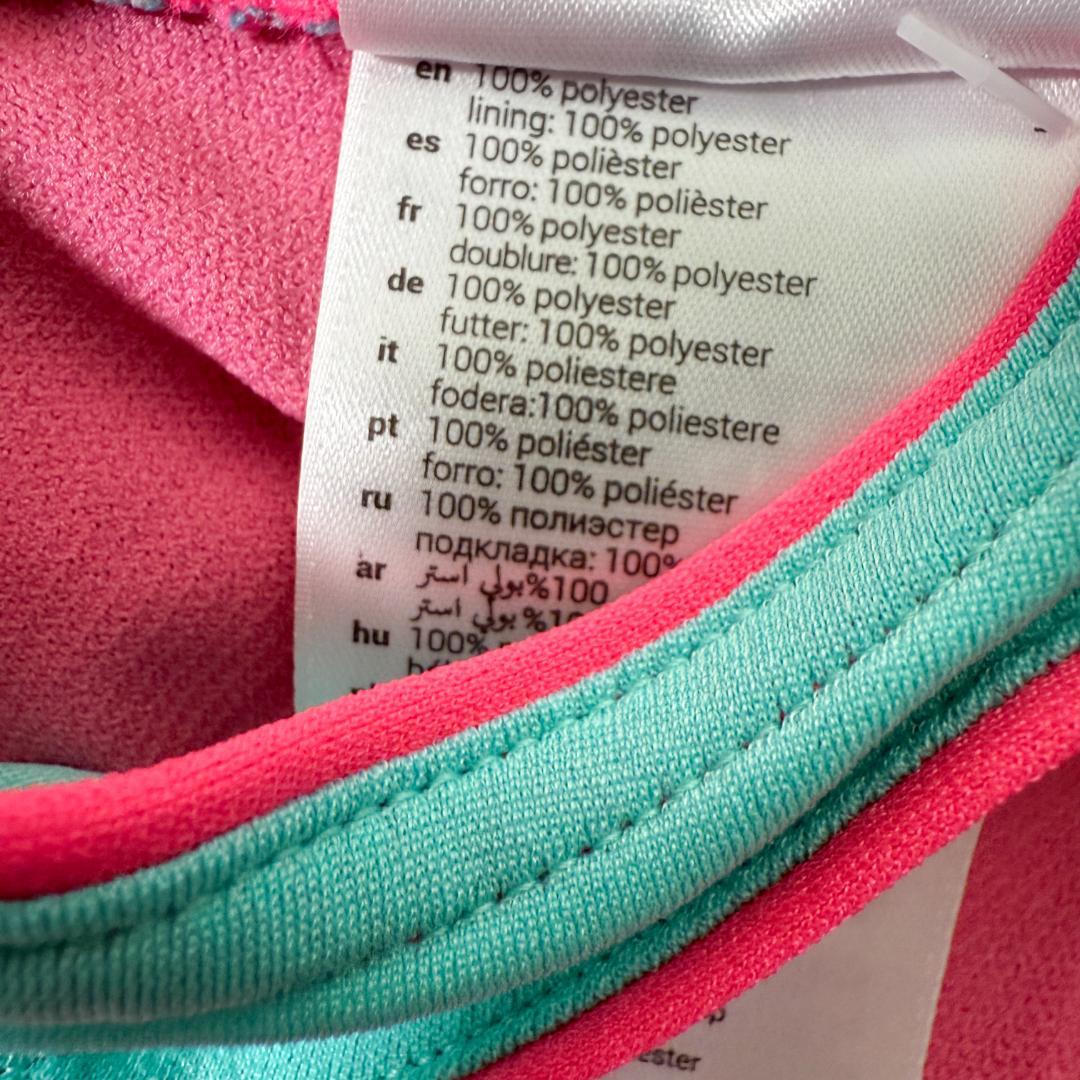 en 100% polyester
lining: 100% polyester
es 100% polièster
forro: 100% polièster
fr 100% polyester
doublure: 100% polyester
de 100% polyester
futter: 100% polyester
it 100% poliestere
fodera:100% poliestere
pt 100% poliéster
forro: 100% poliéster
ru 100% полиэстер
подкладка: 100%
ar 100%بولي استر
بولي استر
hu 100%